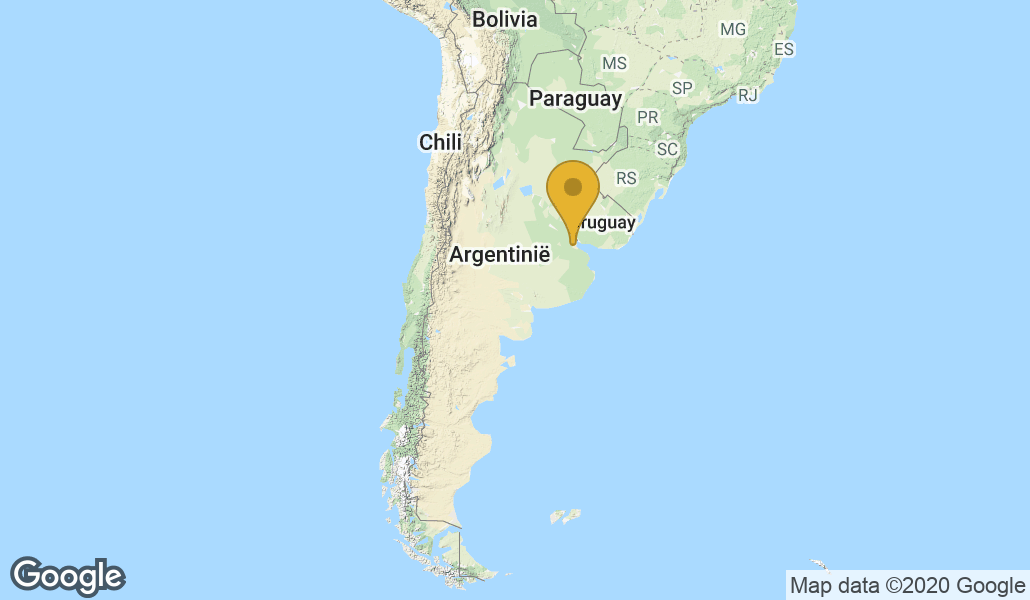 Bolivia
MG
ES
MS
SP
Paraguay
RJ
PR
Chili
SC
RS
ruguay
Argentinië
Google
Map data ©2020 Google